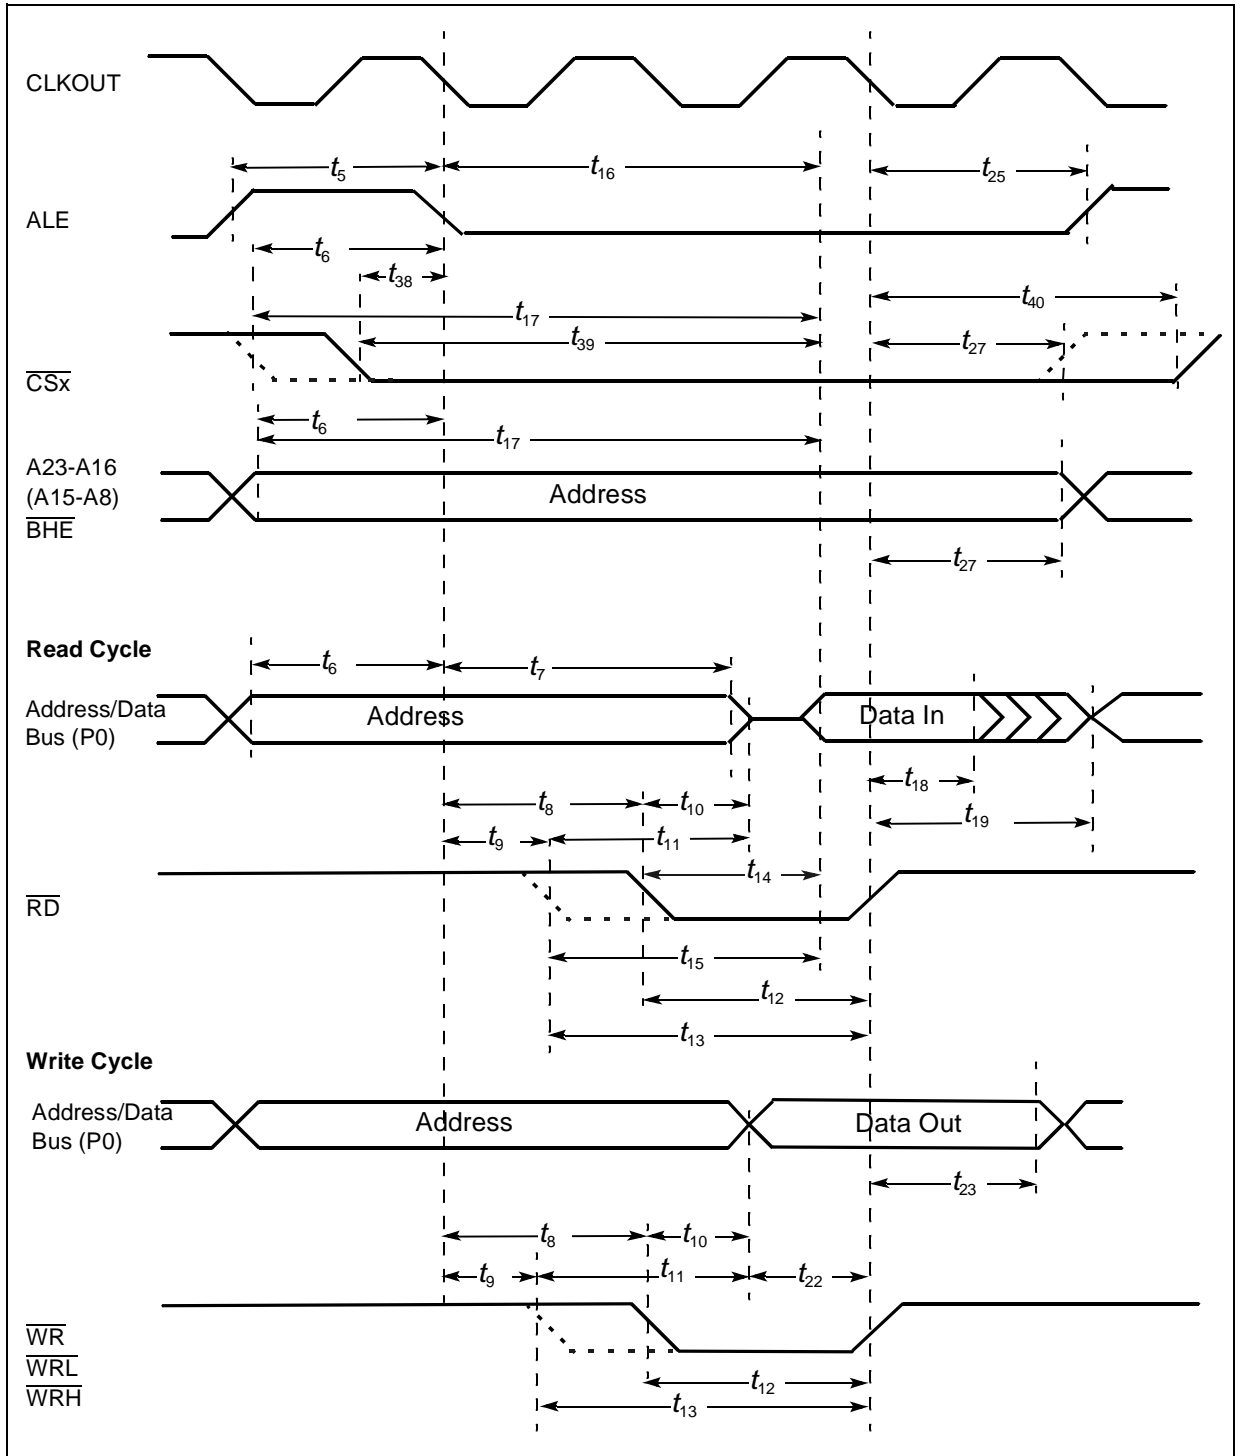 CLKOUT
t5
t16
t25
ALE
t6
t38
t40
t17
t39
t27
CSx
t6
t17
A23-A16
(A15-A8)
BHE
Address
t27
Read Cycle
t6
t7
Address/Data
Bus (P0)
Address
Data In
t18
t8
t10
t19
t9
t11
t14
RD
t15
t12
t13
Write Cycle
Address/Data
Bus (P0)
Address
Data Out
t23
t8
t10
t9
t11
t22
WR
WRL
WRH
t12
t13